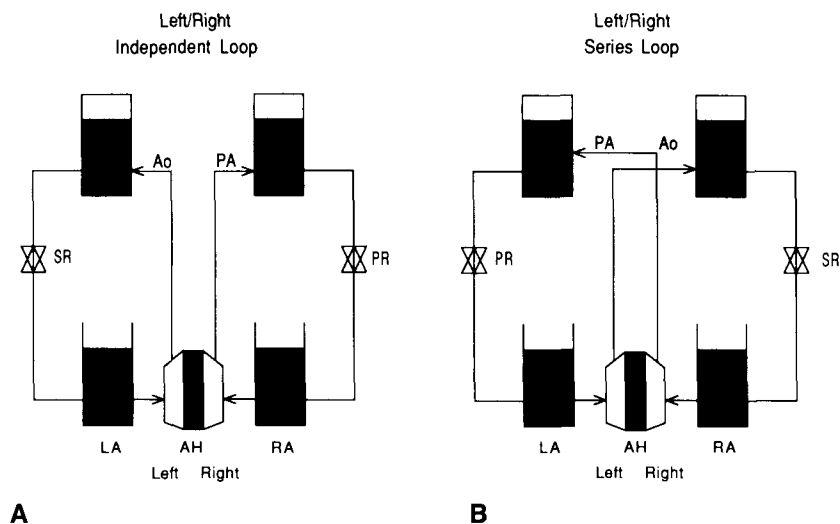 Left/Right
Independent Loop
Left/Right
Series Loop
Ao
PA
PA
Ao
SR
PR
PR
SR
LA
AH
RA
LA
AH
RA
Left
Right
Left
Right
A
B